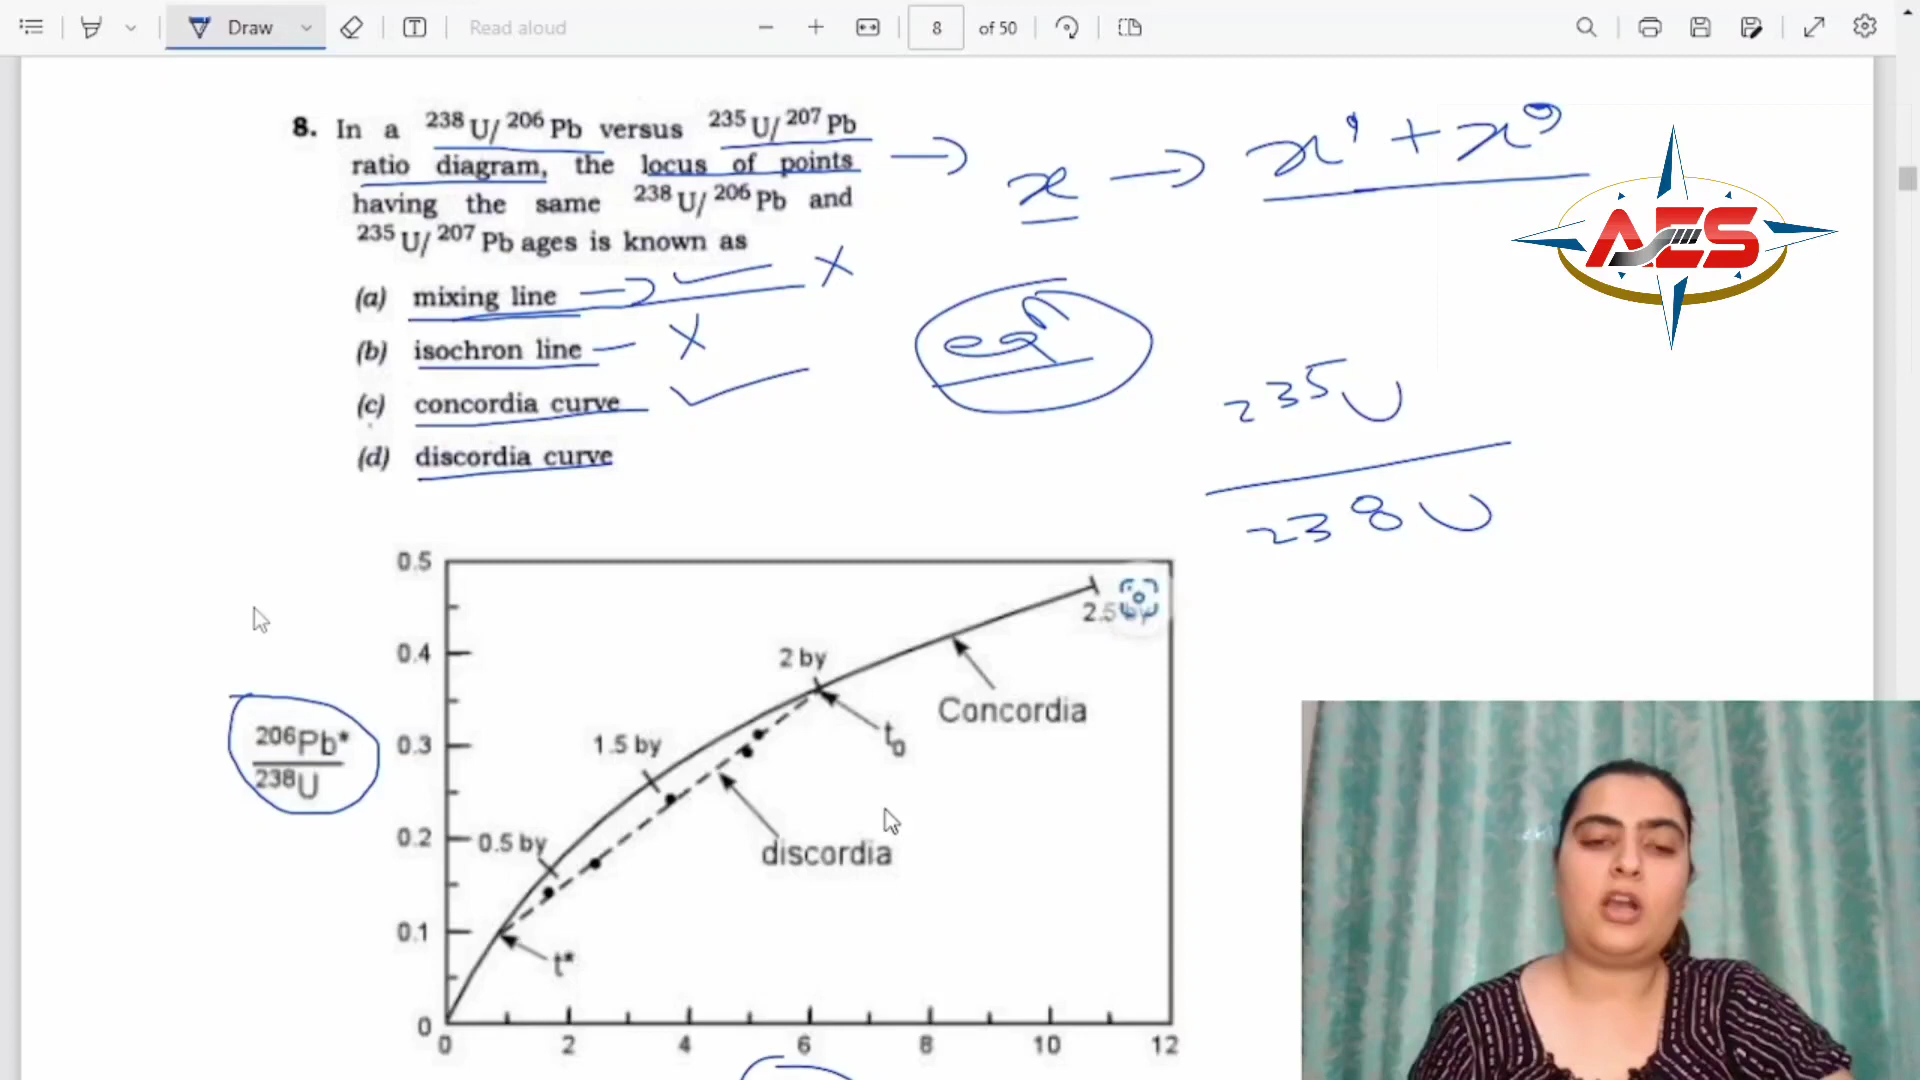 Draw
Read aloud
8
of 50
8. In a 238U/206Pb versus 235U/207Pb
ratio diagram, the locus of points
having the same 238U/206Pb and
235U/207Pb ages is known as
(a) mixing line
(b) isochron line
(c) concordia curve
(d) discordia curve
x
eqn
235U
238U
AES
0.5
0.4
0.3
0.2
0.1
0
206Pb*
238U
2.5 by
2 by
Concordia
t0
1.5 by
discordia
0.5 by
t*
0 2 4 6 8 10 12